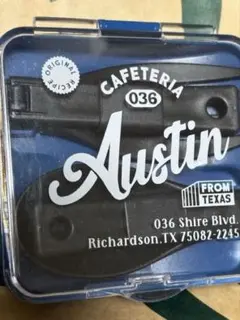 ORIGINAL
RECIPE
CAFETERIA
036
Austin
FROM
TEXAS
036 Shire Blvd.
Richardson,TX 75082-2245